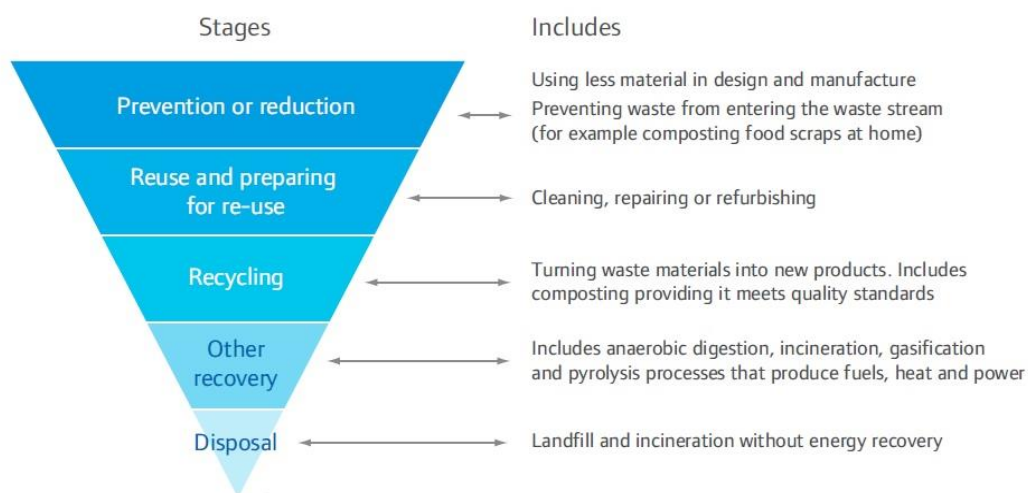 Stages
Includes
Prevention or reduction
Using less material in design and manufacture
Preventing waste from entering the waste stream
(for example composting food scraps at home)
Reuse and preparing
for re-use
Cleaning, repairing or refurbishing
Recycling
Turning waste materials into new products. Includes
composting providing it meets quality standards
Other
recovery
Includes anaerobic digestion, incineration, gasification
and pyrolysis processes that produce fuels, heat and power
Disposal
Landfill and incineration without energy recovery